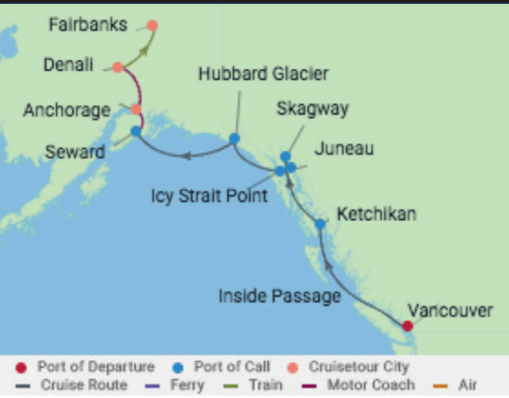 Fairbanks
Denali
Hubbard Glacier
Anchorage
Skagway
Seward
Juneau
Icy Strait Point
Ketchikan
Inside Passage
Vancouver
Port of Departure Port of Call Cruisetour City
Cruise Route Ferry Train Motor Coach Air